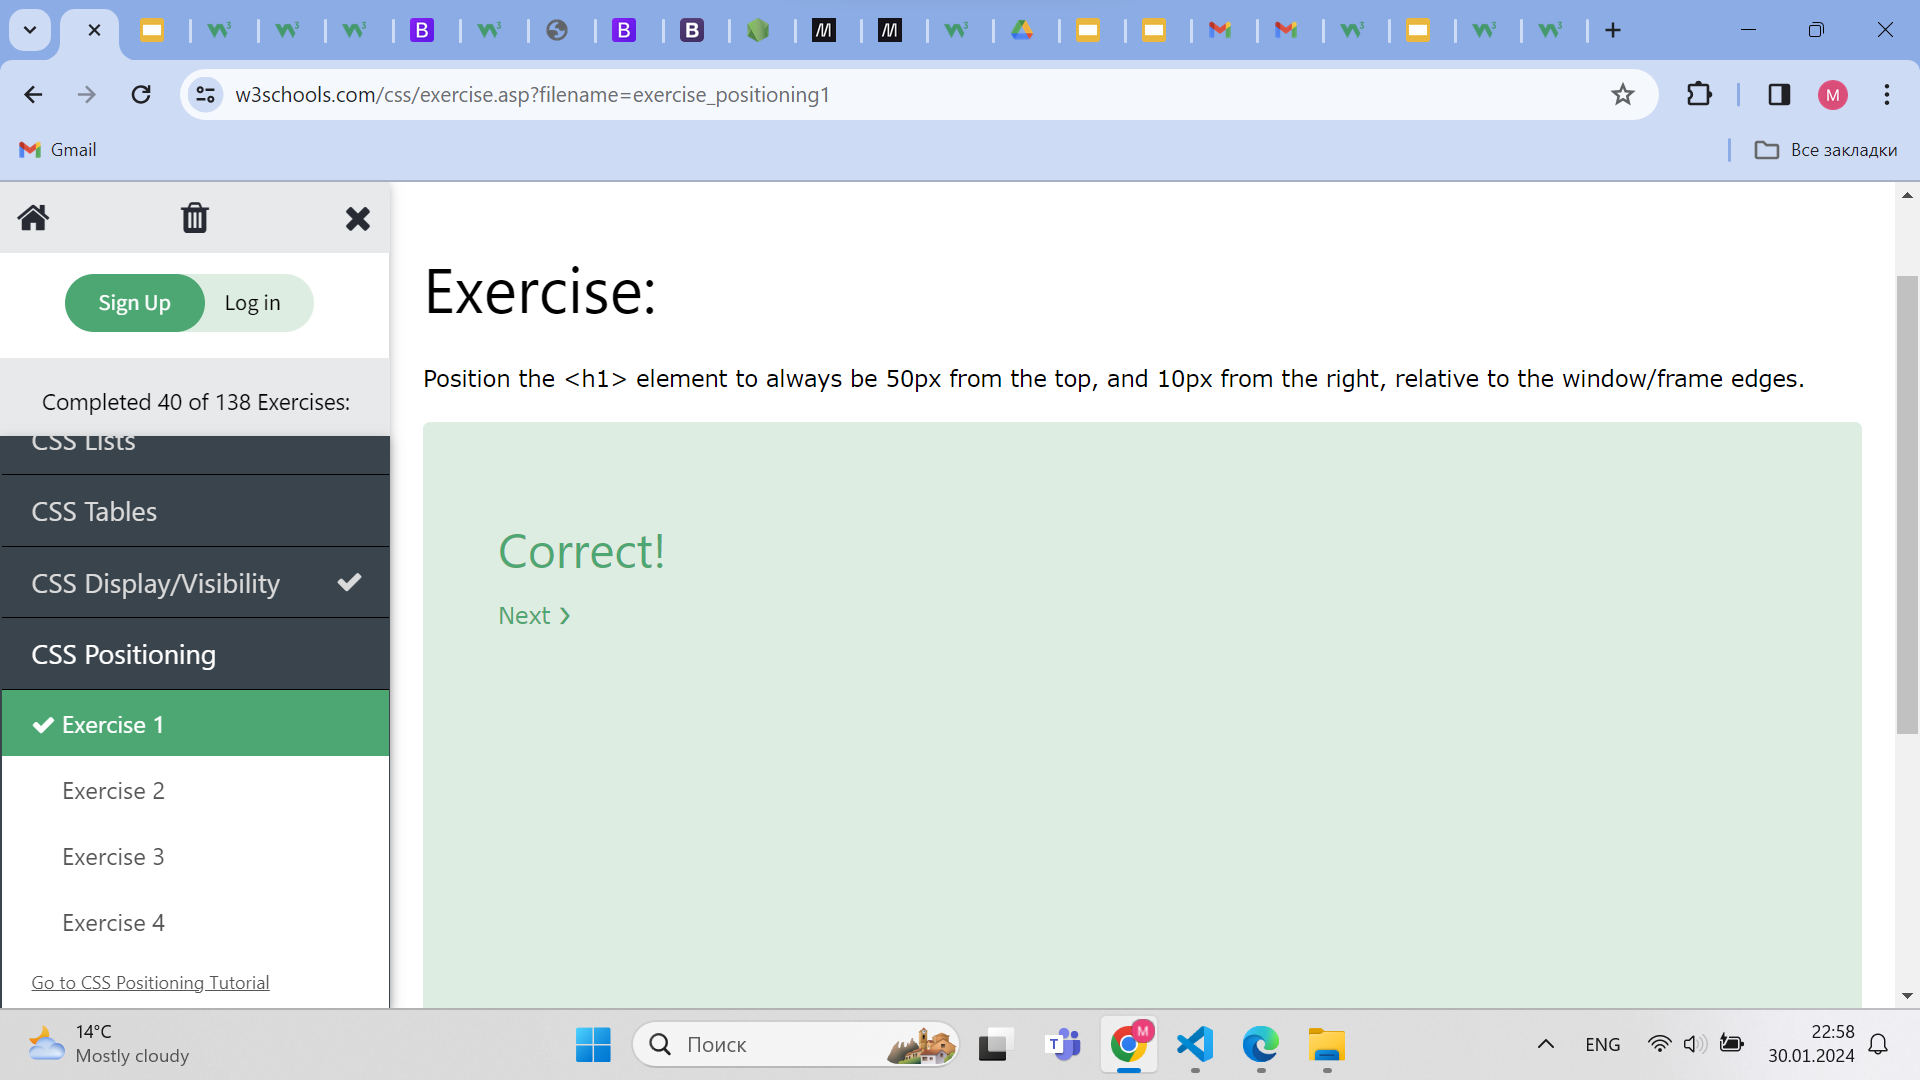 w3schools.com/css/exercise.asp?filename=exercise_positioning1
M
Gmail
Все закладки
Sign Up
Log in
Completed 40 of 138 Exercises:
CSS Lists
CSS Tables
CSS Display/Visibility
CSS Positioning
Exercise 1
Exercise 2
Exercise 3
Exercise 4
Go to CSS Positioning Tutorial
Exercise:
Position the <h1> element to always be 50px from the top, and 10px from the right, relative to the window/frame edges.
Correct!
Next ❯
14°C
Mostly cloudy
Поиск
ENG
22:58
30.01.2024